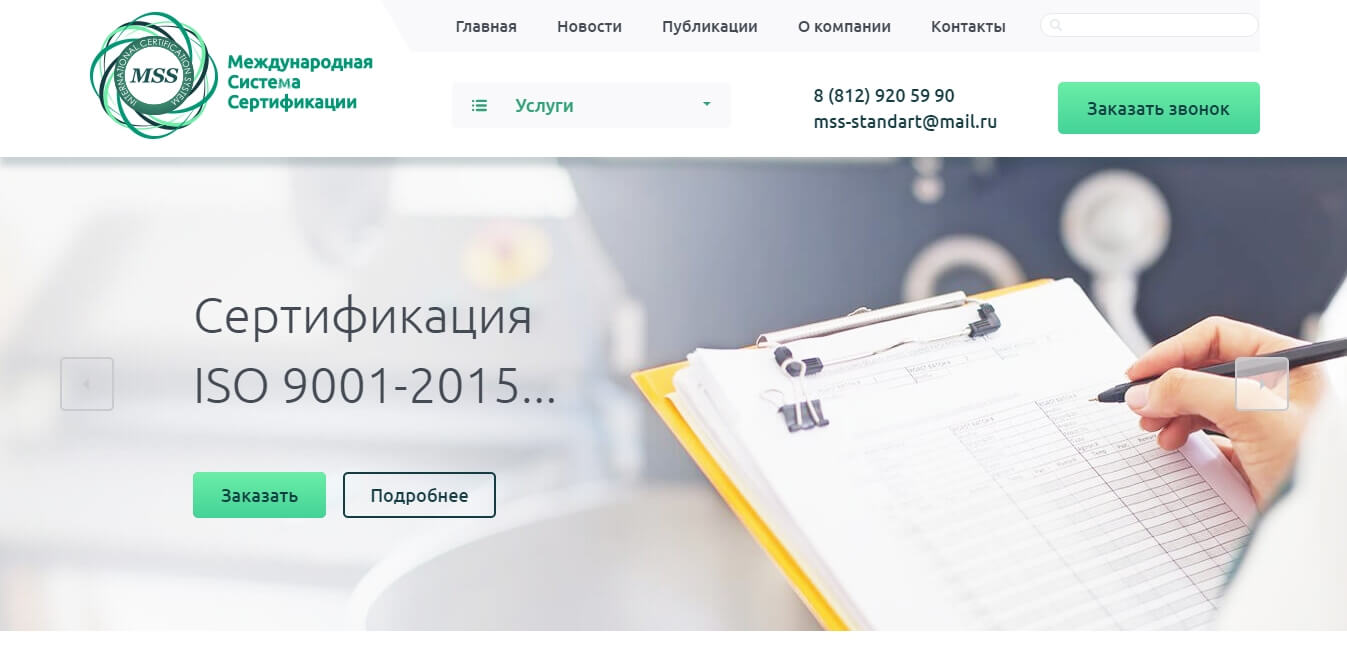 Главная Новости Публикации О компании Контакты
INTERNATIONAL CERTIFICATION SYSTEM
MSS
Международная
Система
Сертификации
Услуги
8 (812) 920 59 90
mss-standart@mail.ru
Заказать звонок
Сертификация
ISO 9001-2015...
Заказать Подробнее